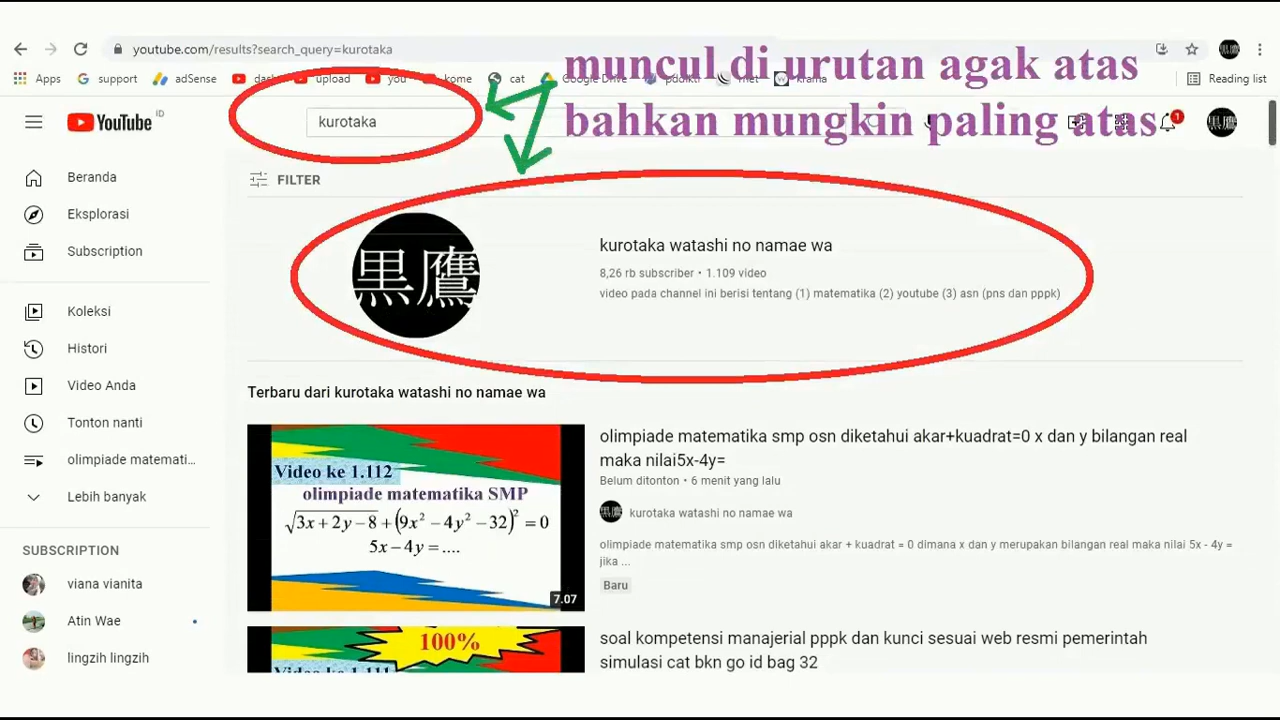 youtube.com/results?search_query=kurotaka
muncul di urutan agak atas
Apps support adSense upload you home cat Google Drive Reading list
bahkan mungkin paling atas
YouTube ID
kurotaka
1
Beranda
Eksplorasi
Subscription
Koleksi
Histori
Video Anda
Tonton nanti
olimpiade matemati...
Lebih banyak
SUBSCRIPTION
viana vianita
Atin Wae
lingzih lingzih
FILTER
黒鷹
kurotaka watashi no namae wa
8,26 rb subscriber • 1.109 video
video pada channel ini berisi tentang (1) matematika (2) youtube (3) asn (pns dan pppk)
Terbaru dari kurotaka watashi no namae wa
Video ke 1.112
olimpiade matematika SMP
√3x + 2y – 8 + (9x² – 4y² – 32)² = 0
5x – 4y = ....
7.07
olimpiade matematika smp osn diketahui akar+kuadrat=0 x dan y bilangan real
maka nilai5x-4y=
Belum ditonton • 6 menit yang lalu
kurotaka watashi no namae wa
olimpiade matematika smp osn diketahui akar + kuadrat = 0 dimana x dan y merupakan bilangan real maka nilai 5x - 4y =
jika ...
Baru
100%
Video ke 1.111
soal kompetensi manajerial pppk dan kunci sesuai web resmi pemerintah
simulasi cat bkn go id bag 32